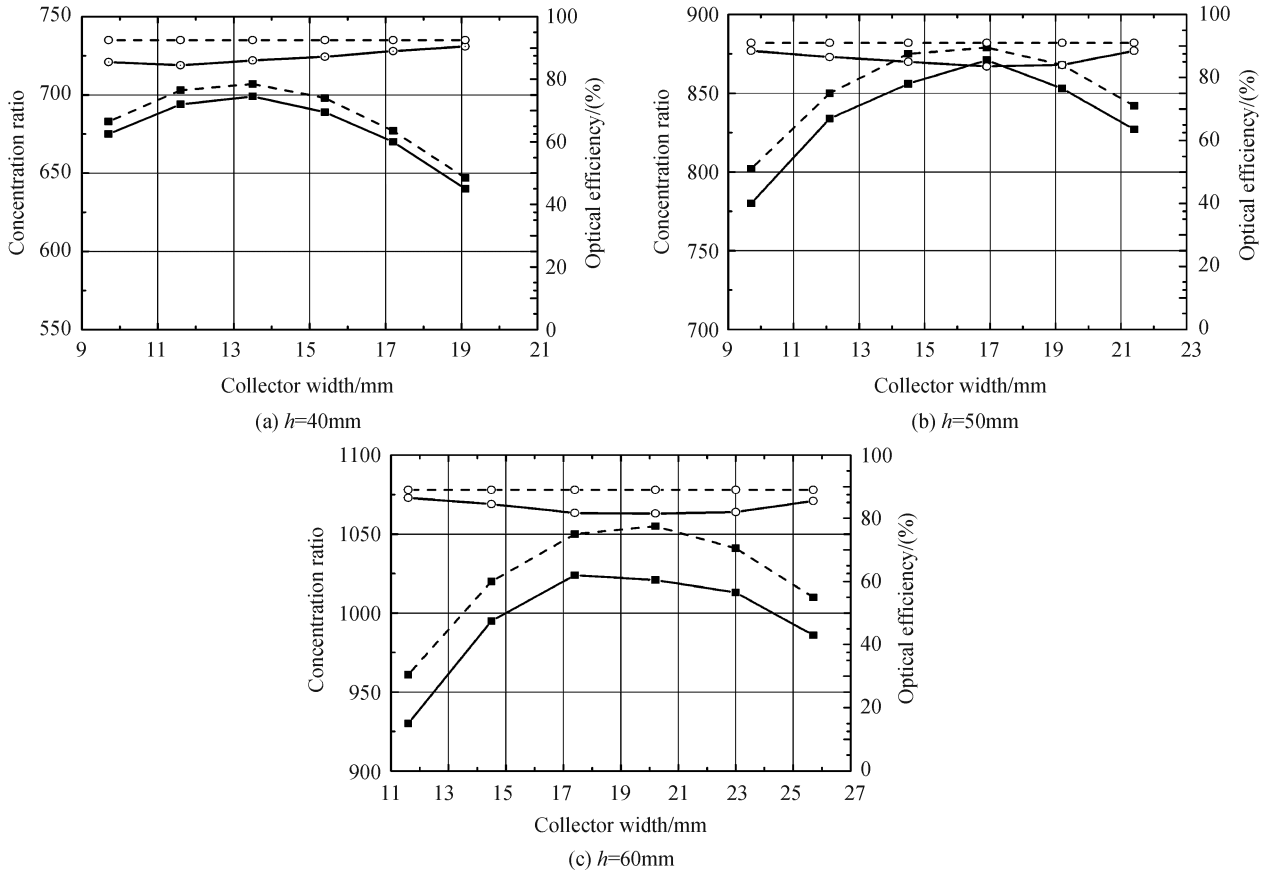 750
700
650
600
550
Concentration ratio
100
80
60
40
20
0
Optical efficiency/(%)
9 11 13 15 17 19 21
Collector width/mm
(a) h=40mm
900
850
800
750
700
Concentration ratio
100
80
60
40
20
0
Optical efficiency/(%)
9 11 13 15 17 19 21 23
Collector width/mm
(b) h=50mm
1100
1050
1000
950
900
Concentration ratio
100
80
60
40
20
0
Optical efficiency/(%)
11 13 15 17 19 21 23 25 27
Collector width/mm
(c) h=60mm